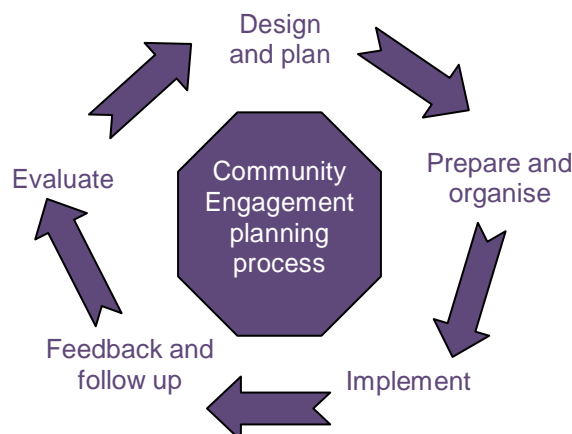 Design
and plan
Prepare and
organise
Implement
Feedback and
follow up
Evaluate
Community
Engagement
planning
process